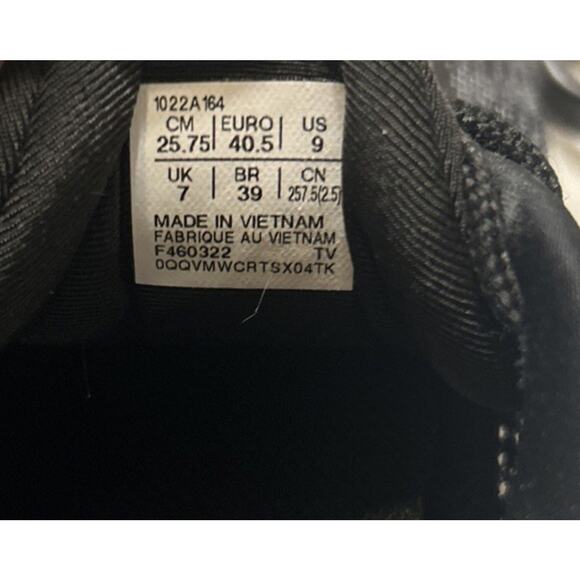 1022A164
CM | EURO | US
25.75 | 40.5 | 9
UK | BR | CN
7 | 39 | 257.5(2.5)
MADE IN VIETNAM
FABRIQUE AU VIETNAM
F460322 TV
0QQVMWCRTSX04TK